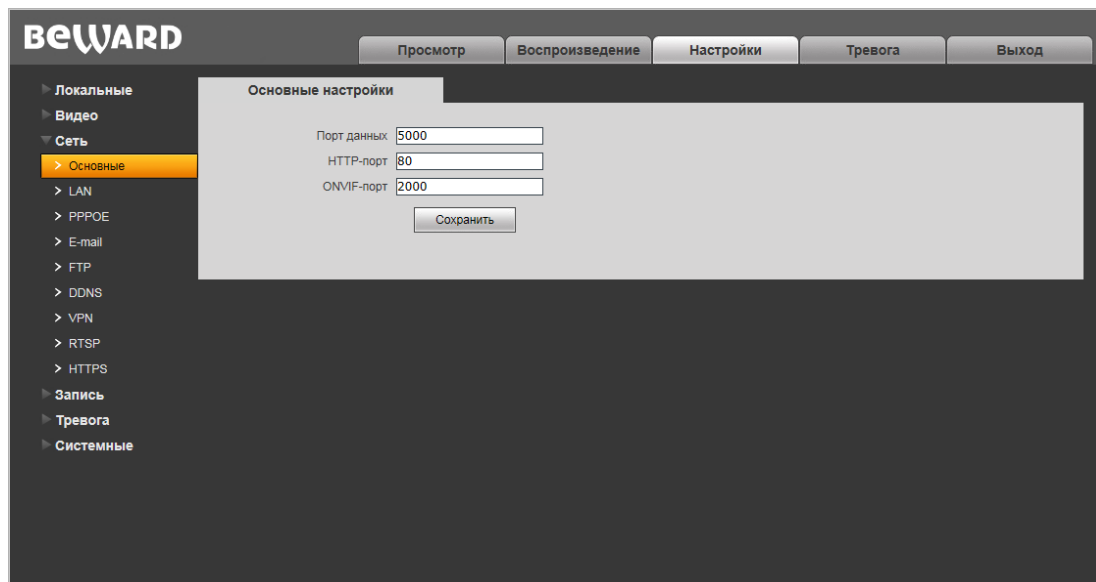 BEWARD
Просмотр
Воспроизведение
Настройки
Тревога
Выход
Локальные
Видео
Сеть
> Основные
> LAN
> PPPOE
> E-mail
> FTP
> DDNS
> VPN
> RTSP
> HTTPS
Запись
Тревога
Системные
Основные настройки
Порт данных 5000
HTTP-порт 80
ONVIF-порт 2000
Сохранить